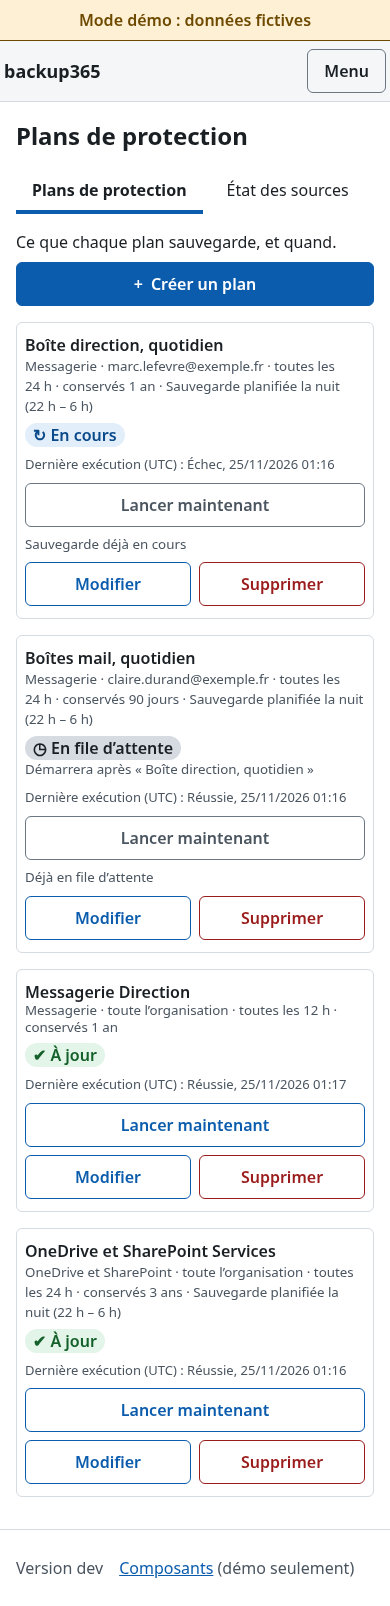 Mode démo : données fictives
backup365
Menu
Plans de protection
Plans de protection
État des sources
Ce que chaque plan sauvegarde, et quand.
+ Créer un plan
Boîte direction, quotidien
Messagerie · marc.lefevre@exemple.fr · toutes les
24 h · conservés 1 an · Sauvegarde planifiée la nuit
(22 h – 6 h)
↻ En cours
Dernière exécution (UTC) : Échec, 25/11/2026 01:16
Lancer maintenant
Sauvegarde déjà en cours
Modifier
Supprimer
Boîtes mail, quotidien
Messagerie · claire.durand@exemple.fr · toutes les
24 h · conservés 90 jours · Sauvegarde planifiée la nuit
(22 h – 6 h)
◷ En file d’attente
Démarrera après « Boîte direction, quotidien »
Dernière exécution (UTC) : Réussie, 25/11/2026 01:16
Lancer maintenant
Déjà en file d’attente
Modifier
Supprimer
Messagerie Direction
Messagerie · toute l’organisation · toutes les 12 h ·
conservés 1 an
✔ À jour
Dernière exécution (UTC) : Réussie, 25/11/2026 01:17
Lancer maintenant
Modifier
Supprimer
OneDrive et SharePoint Services
OneDrive et SharePoint · toute l’organisation · toutes
les 24 h · conservés 3 ans · Sauvegarde planifiée la
nuit (22 h – 6 h)
✔ À jour
Dernière exécution (UTC) : Réussie, 25/11/2026 01:16
Lancer maintenant
Modifier
Supprimer
Version dev Composants (démo seulement)